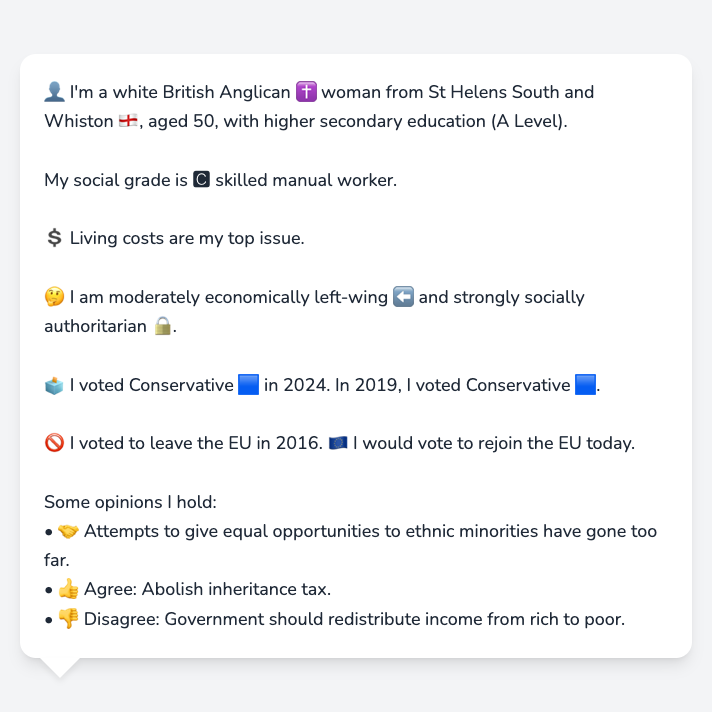 👤 I'm a white British Anglican ✝️ woman from St Helens South and
Whiston 🏴󠁧󠁢󠁥󠁮󠁧󠁿, aged 50, with higher secondary education (A Level).
My social grade is 🅲 skilled manual worker.
💲 Living costs are my top issue.
🤔 I am moderately economically left-wing ⬅️ and strongly socially
authoritarian 🔒.
🗳️ I voted Conservative 🟦 in 2024. In 2019, I voted Conservative 🟦.
🚫 I voted to leave the EU in 2016. 🇪🇺 I would vote to rejoin the EU today.
Some opinions I hold:
• 🤝 Attempts to give equal opportunities to ethnic minorities have gone too
far.
• 👍 Agree: Abolish inheritance tax.
• 👎 Disagree: Government should redistribute income from rich to poor.